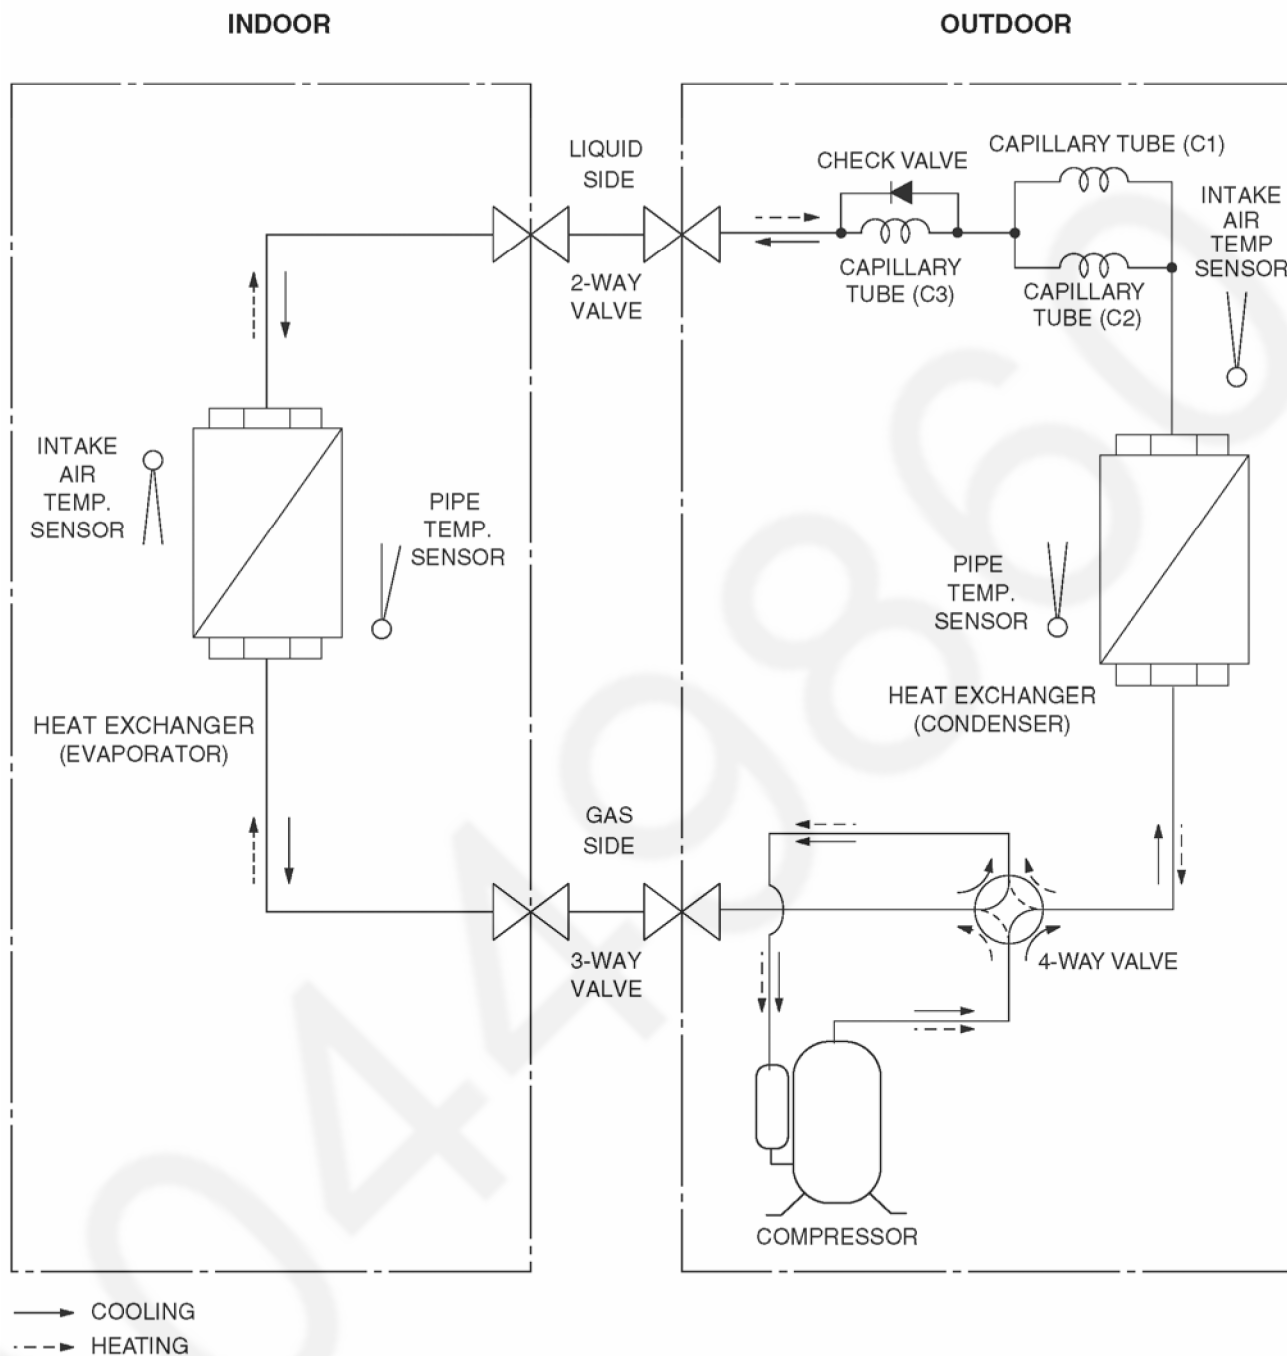 INDOOR
OUTDOOR
LIQUID
SIDE
2-WAY
VALVE
CHECK VALVE
CAPILLARY
TUBE (C3)
CAPILLARY TUBE (C1)
CAPILLARY
TUBE (C2)
INTAKE
AIR
TEMP
SENSOR
INTAKE
AIR
TEMP.
SENSOR
PIPE
TEMP.
SENSOR
PIPE
TEMP.
SENSOR
HEAT EXCHANGER
(EVAPORATOR)
HEAT EXCHANGER
(CONDENSER)
GAS
SIDE
3-WAY
VALVE
4-WAY VALVE
COMPRESSOR
COOLING
HEATING
0449860